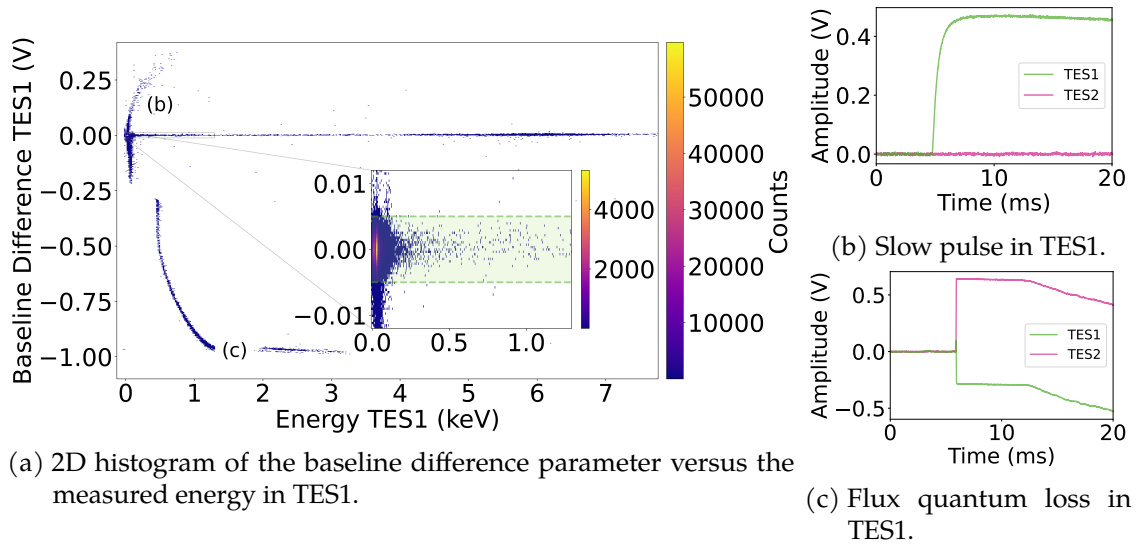 (a)
Baseline Difference TES1 (V)
0.25
0.00
−0.25
−0.50
−0.75
−1.00
(b)
(c)
0 1 2 3 4 5 6 7
Energy TES1 (keV)
0.01
0.00
−0.01
0.0 0.5 1.0
4000
2000
50000
40000
30000
20000
10000
Counts
(a) 2D histogram of the baseline difference parameter versus the
measured energy in TES1.
(b)
Amplitude (V)
0.4
0.2
0.0
TES1
TES2
0 10 20
Time (ms)
(b) Slow pulse in TES1.
(c)
Amplitude (V)
0.5
0.0
−0.5
TES1
TES2
0 10 20
Time (ms)
(c) Flux quantum loss in
TES1.